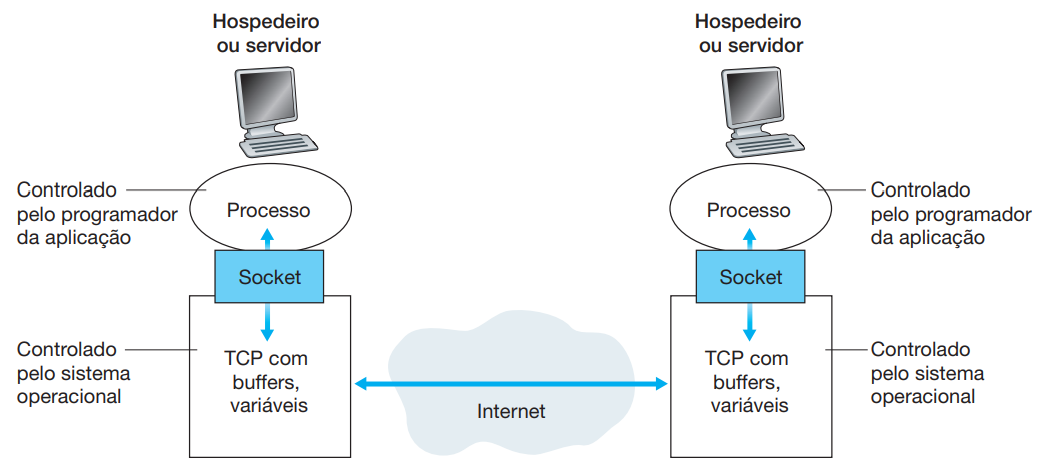 Hospedeiro
ou servidor
Hospedeiro
ou servidor
Controlado
pelo programador
da aplicação
Processo
Processo
Controlado
pelo programador
da aplicação
Socket
Socket
Controlado
pelo sistema
operacional
TCP com
buffers,
variáveis
Internet
TCP com
buffers,
variáveis
Controlado
pelo sistema
operacional